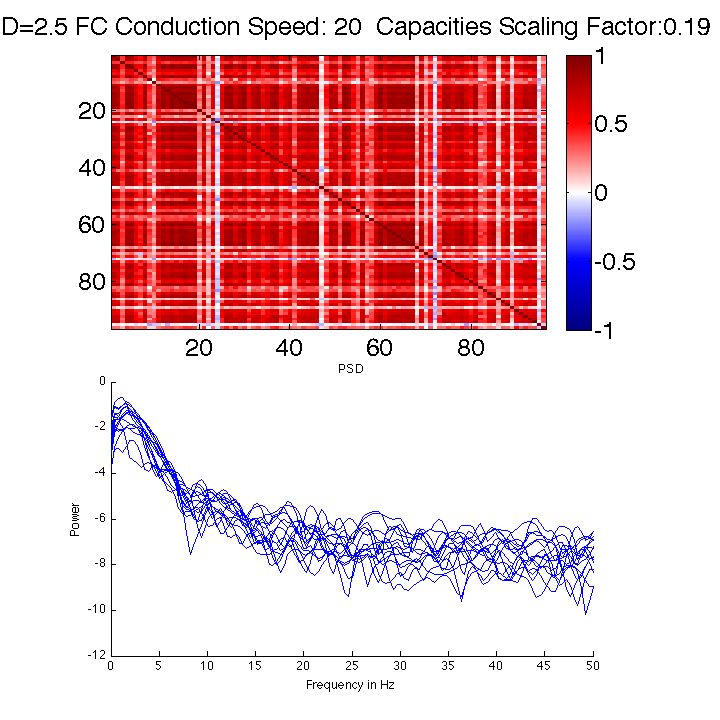 D=2.5 FC Conduction Speed: 20  Capacities Scaling Factor:0.19
1
0.5
0
-0.5
-1
20
40
60
80
20 40 60 80
PSD
0
-2
-4
-6
-8
-10
-12
Power
0 5 10 15 20 25 30 35 40 45 50
Frequency in Hz